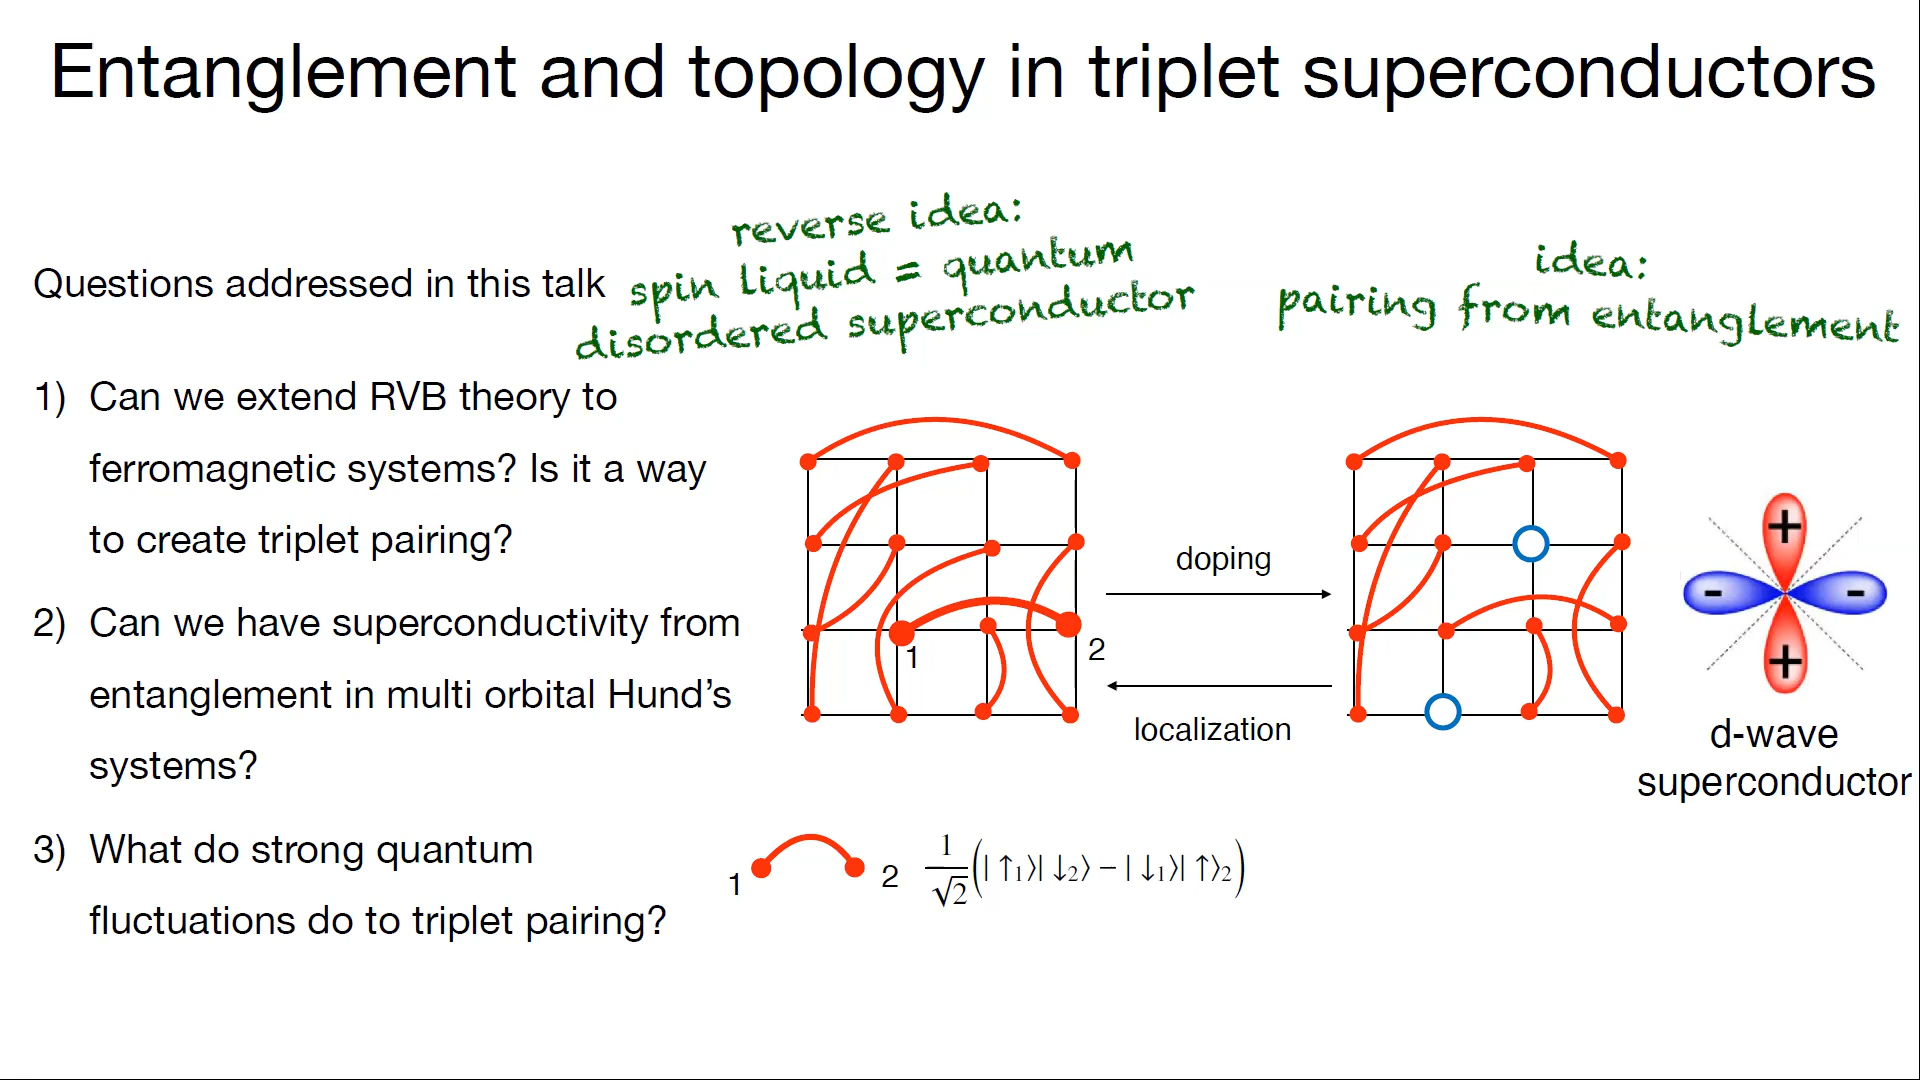 Entanglement and topology in triplet superconductors
reverse idea:
spin liquid = quantum
disordered superconductor
idea:
pairing from entanglement
Questions addressed in this talk
1) Can we extend RVB theory to
ferromagnetic systems? Is it a way
to create triplet pairing?
2) Can we have superconductivity from
entanglement in multi orbital Hund’s
systems?
3) What do strong quantum
fluctuations do to triplet pairing?
1
2
doping
localization
+
- -
+
d-wave
superconductor
1 2
1/√2 (| ↑₁⟩| ↓₂⟩ − | ↓₁⟩| ↑⟩₂)